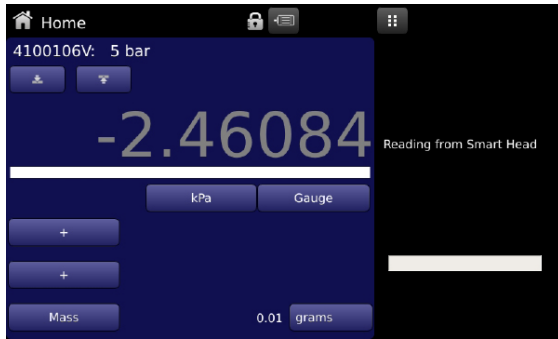 Home
4100106V: 5 bar
-2.46084
Reading from Smart Head
kPa Gauge
+
+
Mass 0.01 grams